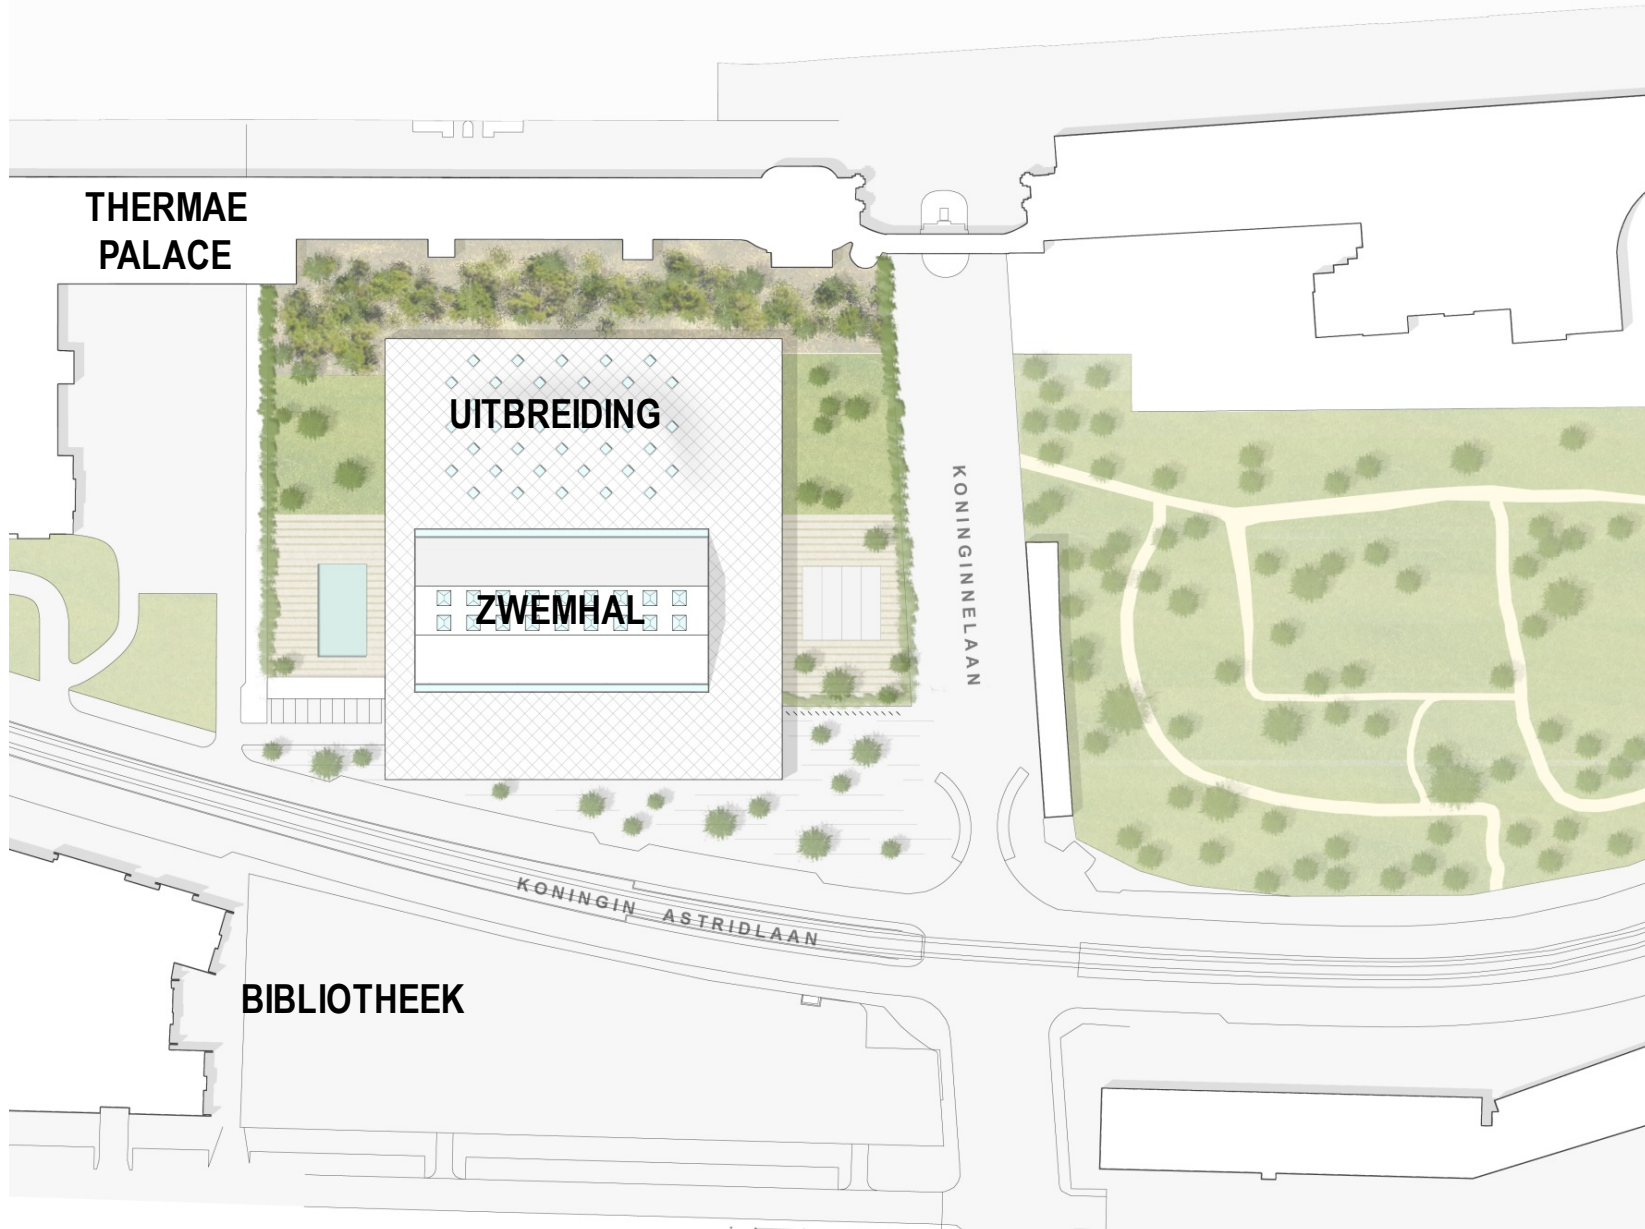 THERMAE
PALACE
UITBREIDING
ZWEMHAL
KONINGINNELAAN
KONINGIN ASTRIDLAAN
BIBLIOTHEEK